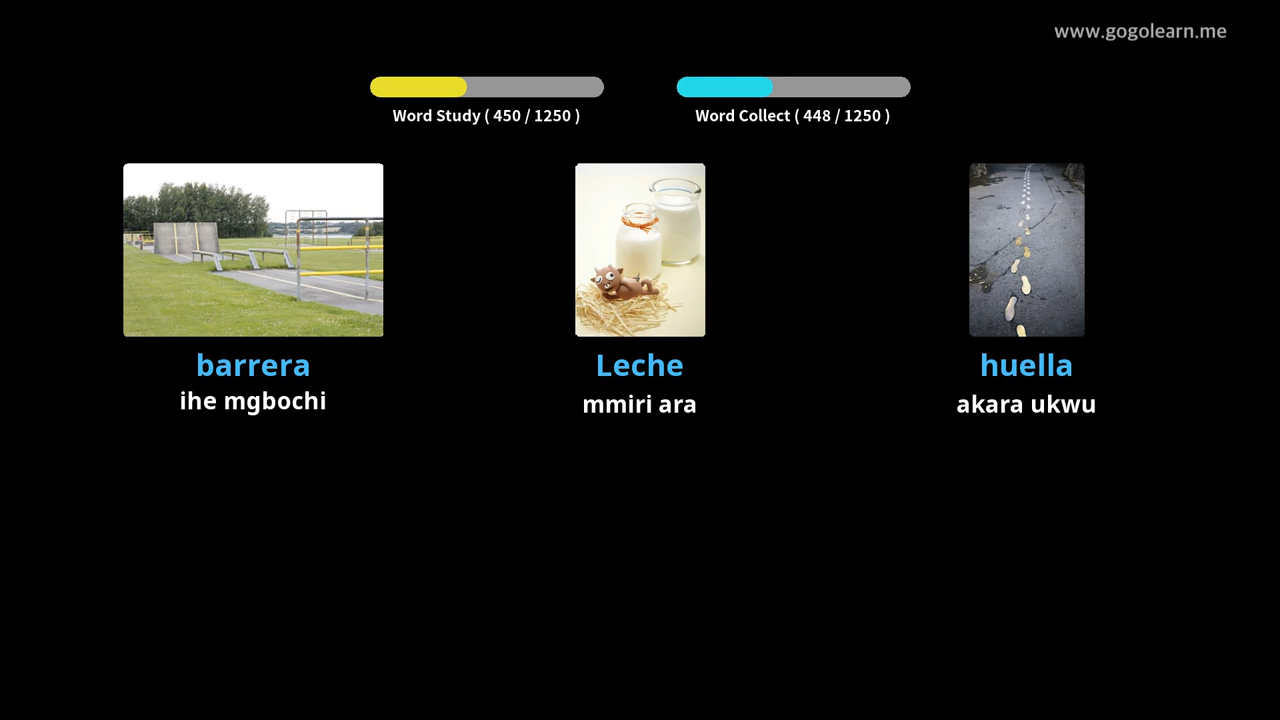 www.gogolearn.me
Word Study ( 450 / 1250 )
Word Collect ( 448 / 1250 )
barrera
ihe mgbochi
Leche
mmiri ara
huella
akara ukwu